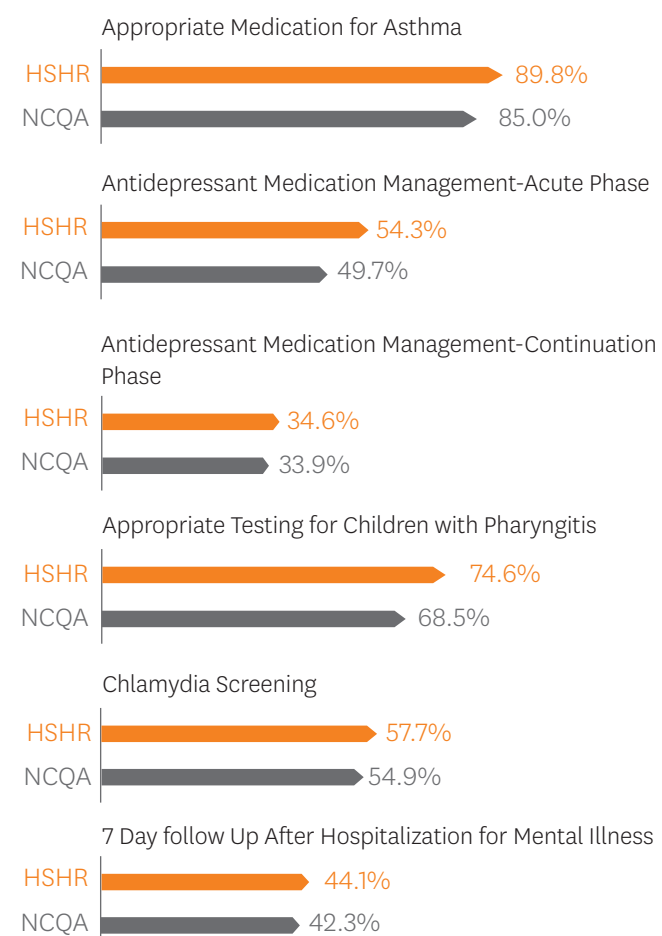 Appropriate Medication for Asthma
HSHR 89.8%
NCQA 85.0%
Antidepressant Medication Management-Acute Phase
HSHR 54.3%
NCQA 49.7%
Antidepressant Medication Management-Continuation
Phase
HSHR 34.6%
NCQA 33.9%
Appropriate Testing for Children with Pharyngitis
HSHR 74.6%
NCQA 68.5%
Chlamydia Screening
HSHR 57.7%
NCQA 54.9%
7 Day follow Up After Hospitalization for Mental Illness
HSHR 44.1%
NCQA 42.3%